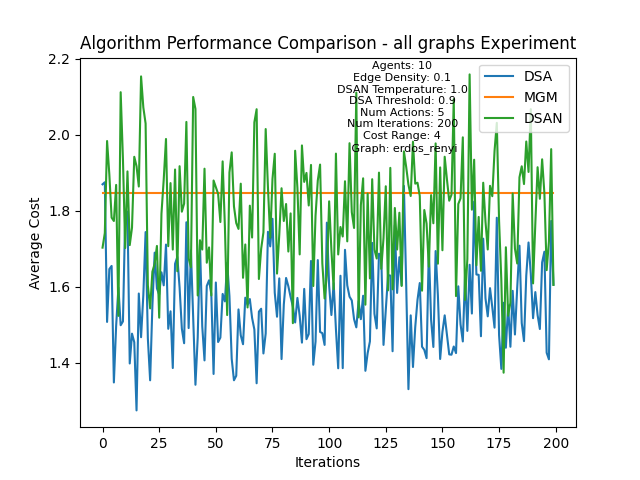 Algorithm Performance Comparison - all graphs Experiment
Agents: 10
Edge Density: 0.1
DSAN Temperature: 1.0
DSA Threshold: 0.9
Num Actions: 5
Num Iterations: 200
Cost Range: 4
Graph: erdos_renyi
DSA
MGM
DSAN
2.2
2.0
1.8
1.6
1.4
Average Cost
0 25 50 75 100 125 150 175 200
Iterations